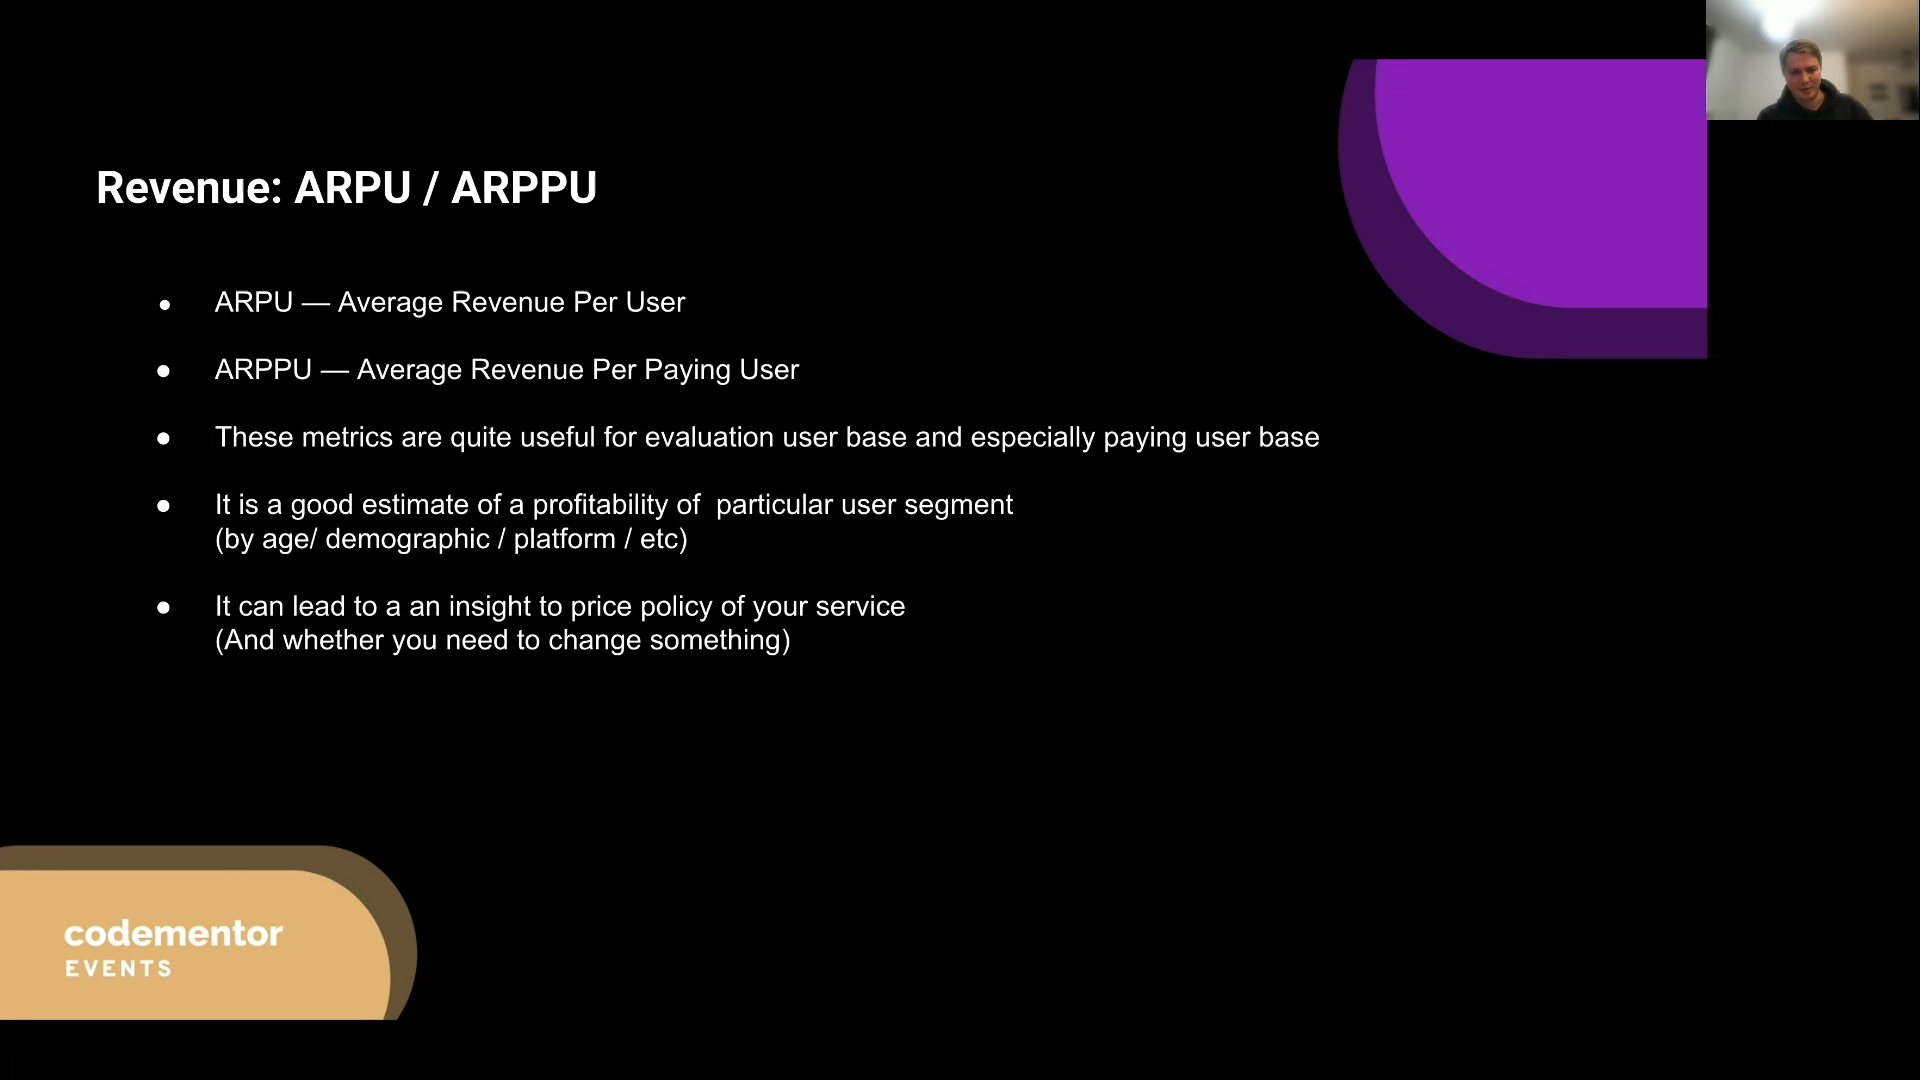 Revenue: ARPU / ARPPU
● ARPU — Average Revenue Per User
● ARPPU — Average Revenue Per Paying User
● These metrics are quite useful for evaluation user base and especially paying user base
● It is a good estimate of a profitability of  particular user segment
(by age/ demographic / platform / etc)
● It can lead to a an insight to price policy of your service
(And whether you need to change something)
codementor
EVENTS